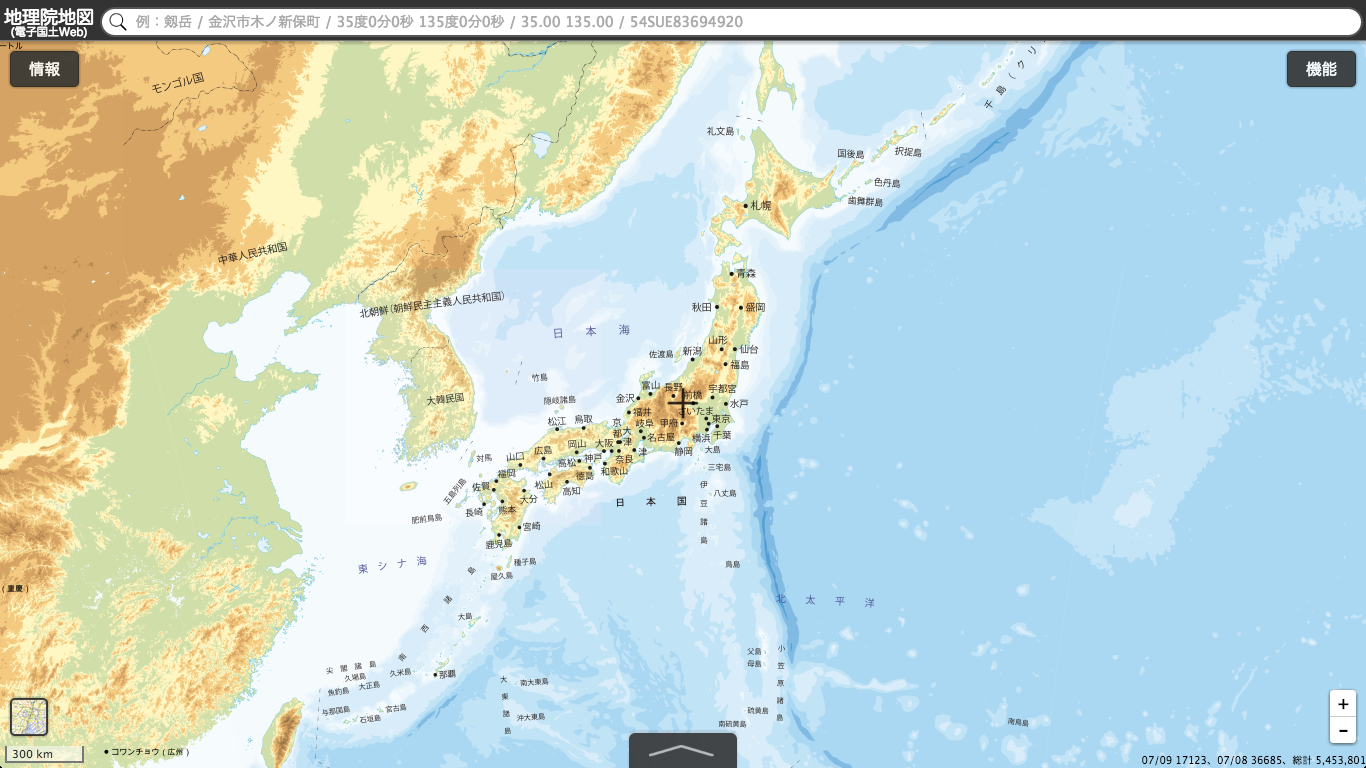 地理院地図
(電子国土Web)
例：剱岳 / 金沢市木ノ新保町 / 35度0分0秒 135度0分0秒 / 35.00 135.00 / 54SUE83694920
ートル
情報
機能
モンゴル国
千島(クリ
礼文島
国後島
択捉島
色丹島
歯舞群島
札幌
中華人民共和国
青森
北朝鮮(朝鮮民主主義人民共和国)
秋田
盛岡
日本海
山形
仙台
新潟
佐渡島
福島
竹島
富山
長野
宇都宮
前橋
大韓民国
隠岐諸島
金沢
水戸
福井
さいたま
松江
鳥取
京都
岐阜
甲府
東京
大津
名古屋
横浜
千葉
岡山
大阪
広島
津
静岡
大島
対馬
山口
神戸
奈良
高松
和歌山
三宅島
福岡
徳島
佐賀
松山
高知
伊豆諸島
八丈島
五島列島
大分
日本国
長崎
熊本
肥前鳥島
宮崎
鹿児島
東シナ海
種子島
鳥島
屋久島
(重慶)
北太平洋
大島
南西諸島
父島
母島
小笠原諸島
尖閣諸島
久場島
久米島
那覇
魚釣島
大正島
大東諸島
南大東島
与那国島
宮古島
石垣島
沖大東島
硫黄島
南硫黄島
南鳥島
+
-
300 km
コワンチョウ(広州)
07/09 17123、07/08 36685、総計 5,453,801